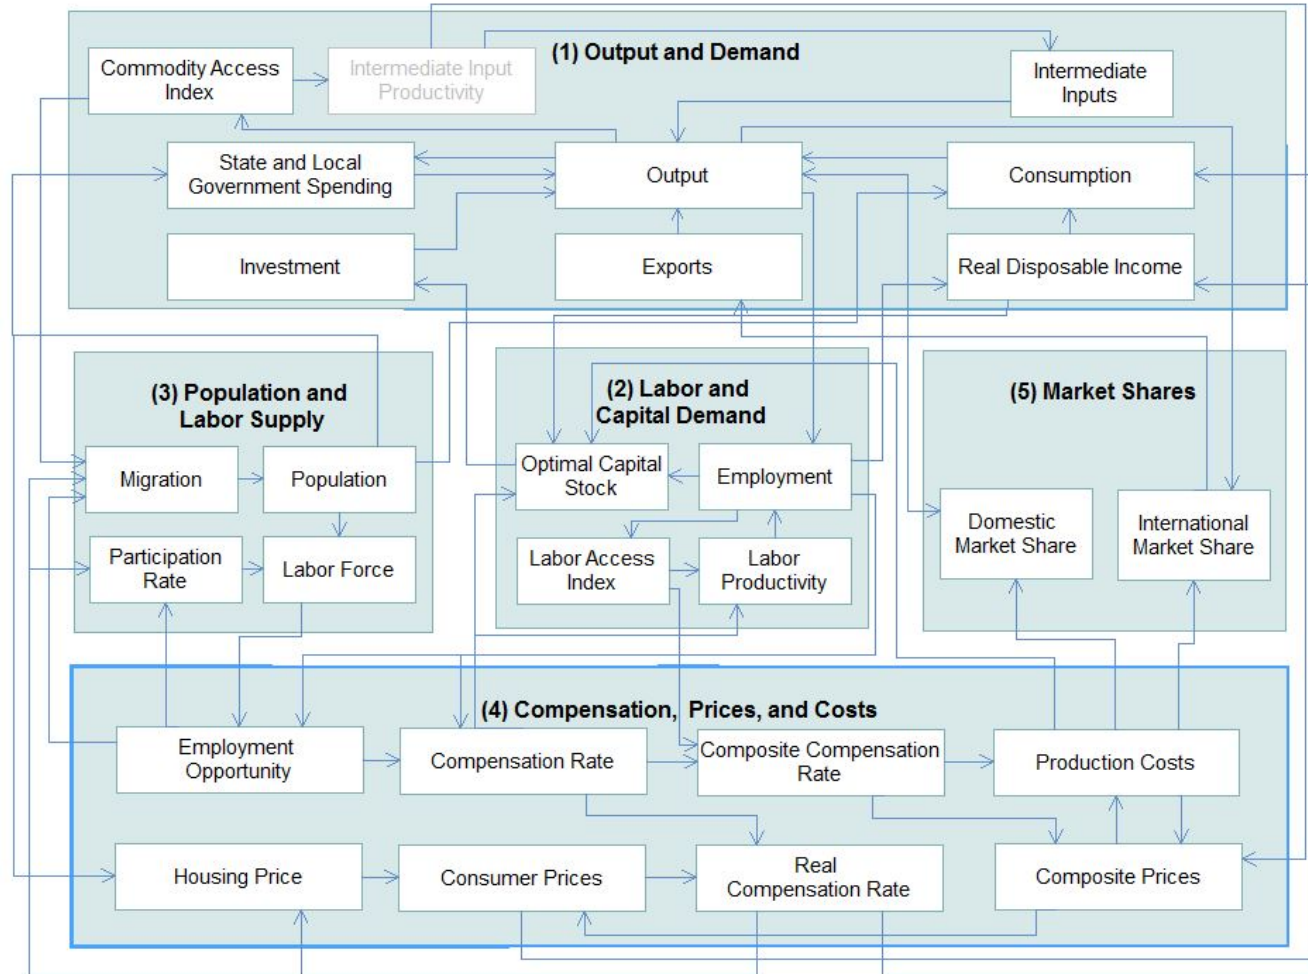 (1) Output and Demand
Commodity Access
Index
Intermediate Input
Productivity
Intermediate
Inputs
State and Local
Government Spending
Output
Consumption
Investment
Exports
Real Disposable Income
(3) Population and
Labor Supply
Migration
Population
Participation
Rate
Labor Force
(2) Labor and
Capital Demand
Optimal Capital
Stock
Employment
Labor Access
Index
Labor
Productivity
(5) Market Shares
Domestic
Market Share
International
Market Share
(4) Compensation, Prices, and Costs
Employment
Opportunity
Compensation Rate
Composite Compensation
Rate
Production Costs
Housing Price
Consumer Prices
Real
Compensation Rate
Composite Prices